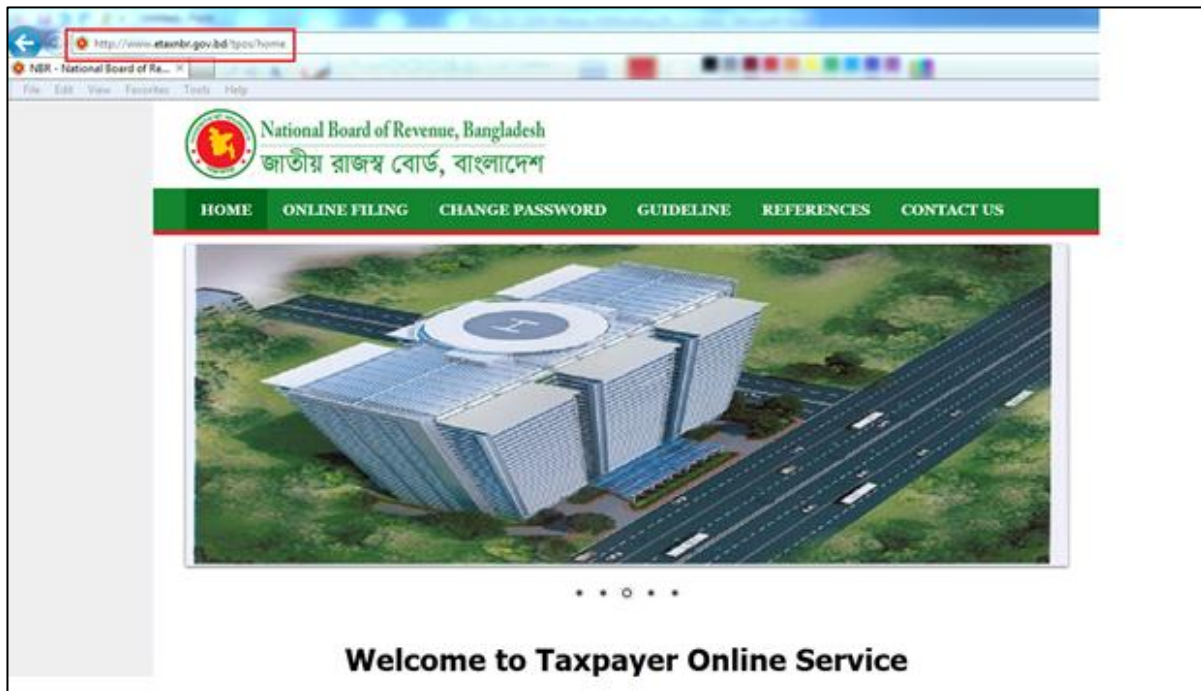 http://www.etaxnbr.gov.bd/tpos/home
NBR - National Board of Re...
File Edit View Favorites Tools Help
National Board of Revenue, Bangladesh
জাতীয় রাজস্ব বোর্ড, বাংলাদেশ
HOME ONLINE FILING CHANGE PASSWORD GUIDELINE REFERENCES CONTACT US
H
Welcome to Taxpayer Online Service